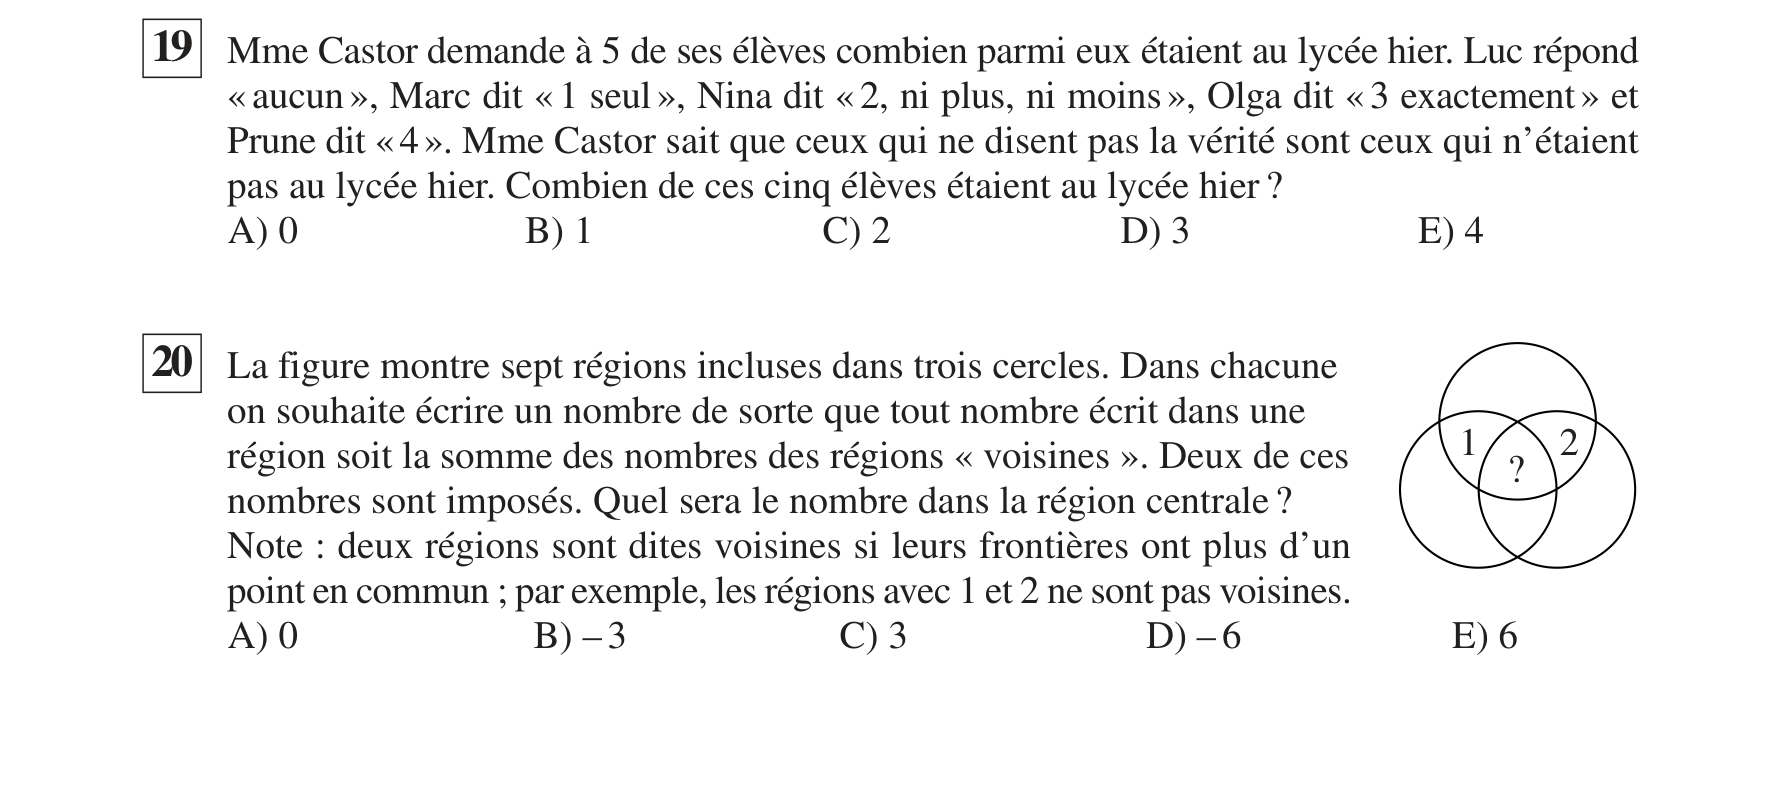 19 Mme Castor demande à 5 de ses élèves combien parmi eux étaient au lycée hier. Luc répond
« aucun », Marc dit « 1 seul », Nina dit « 2, ni plus, ni moins », Olga dit « 3 exactement » et
Prune dit « 4 ». Mme Castor sait que ceux qui ne disent pas la vérité sont ceux qui n’étaient
pas au lycée hier. Combien de ces cinq élèves étaient au lycée hier ?
A) 0 B) 1 C) 2 D) 3 E) 4
20 La figure montre sept régions incluses dans trois cercles. Dans chacune
on souhaite écrire un nombre de sorte que tout nombre écrit dans une
région soit la somme des nombres des régions « voisines ». Deux de ces
nombres sont imposés. Quel sera le nombre dans la région centrale ?
Note : deux régions sont dites voisines si leurs frontières ont plus d’un
point en commun ; par exemple, les régions avec 1 et 2 ne sont pas voisines.
A) 0 B) – 3 C) 3 D) – 6 E) 6
1 2
?